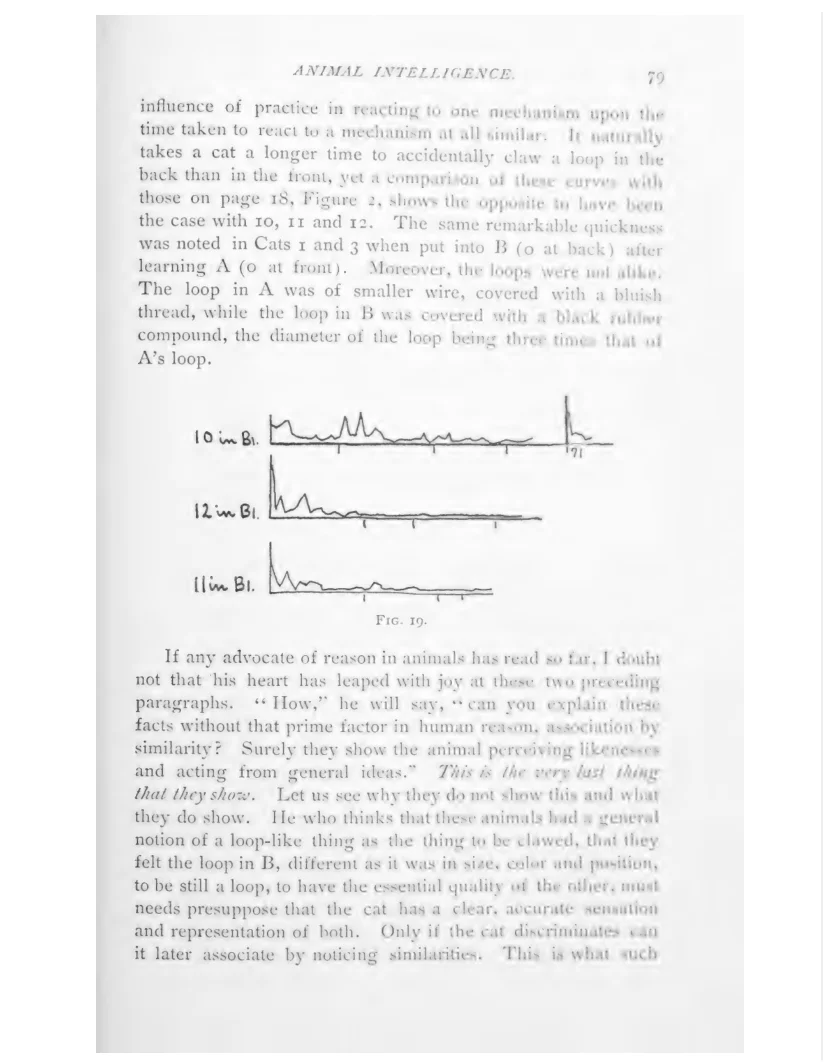 ANIMAL INTELLIGENCE.
79
influence of practice in reacting to one mechanism upon the
time taken to react to a mechanism at all similar. It naturally
takes a cat a longer time to accidentally claw a loop in the
back than in the front, yet a comparison of these curves with
those on page 18, Figure 2, shows the opposite to have been
the case with 10, 11 and 12. The same remarkable quickness
was noted in Cats 1 and 3 when put into B (o at back) after
learning A (o at front). Moreover, the loops were not alike.
The loop in A was of smaller wire, covered with a bluish
thread, while the loop in B was covered with a black rubber
compound, the diameter of the loop being three times that of
A's loop.
10 in B1.
71
12 in B1.
11 in B1.
FIG. 19.
If any advocate of reason in animals has read so far, I doubt
not that his heart has leaped with joy at these two preceding
paragraphs. “ How,” he will say, “ can you explain these
facts without that prime factor in human reason, association by
similarity? Surely they show the animal perceiving likenesses
and acting from general ideas.” This is the very last thing
that they show. Let us see why they do not show this and what
they do show. He who thinks that these animals had a general
notion of a loop-like thing as the thing to be clawed, that they
felt the loop in B, different as it was in size, color and position,
to be still a loop, to have the essential quality of the other, must
needs presuppose that the cat has a clear, accurate sensation
and representation of both. Only if the cat discriminates can
it later associate by noticing similarities. This is what such